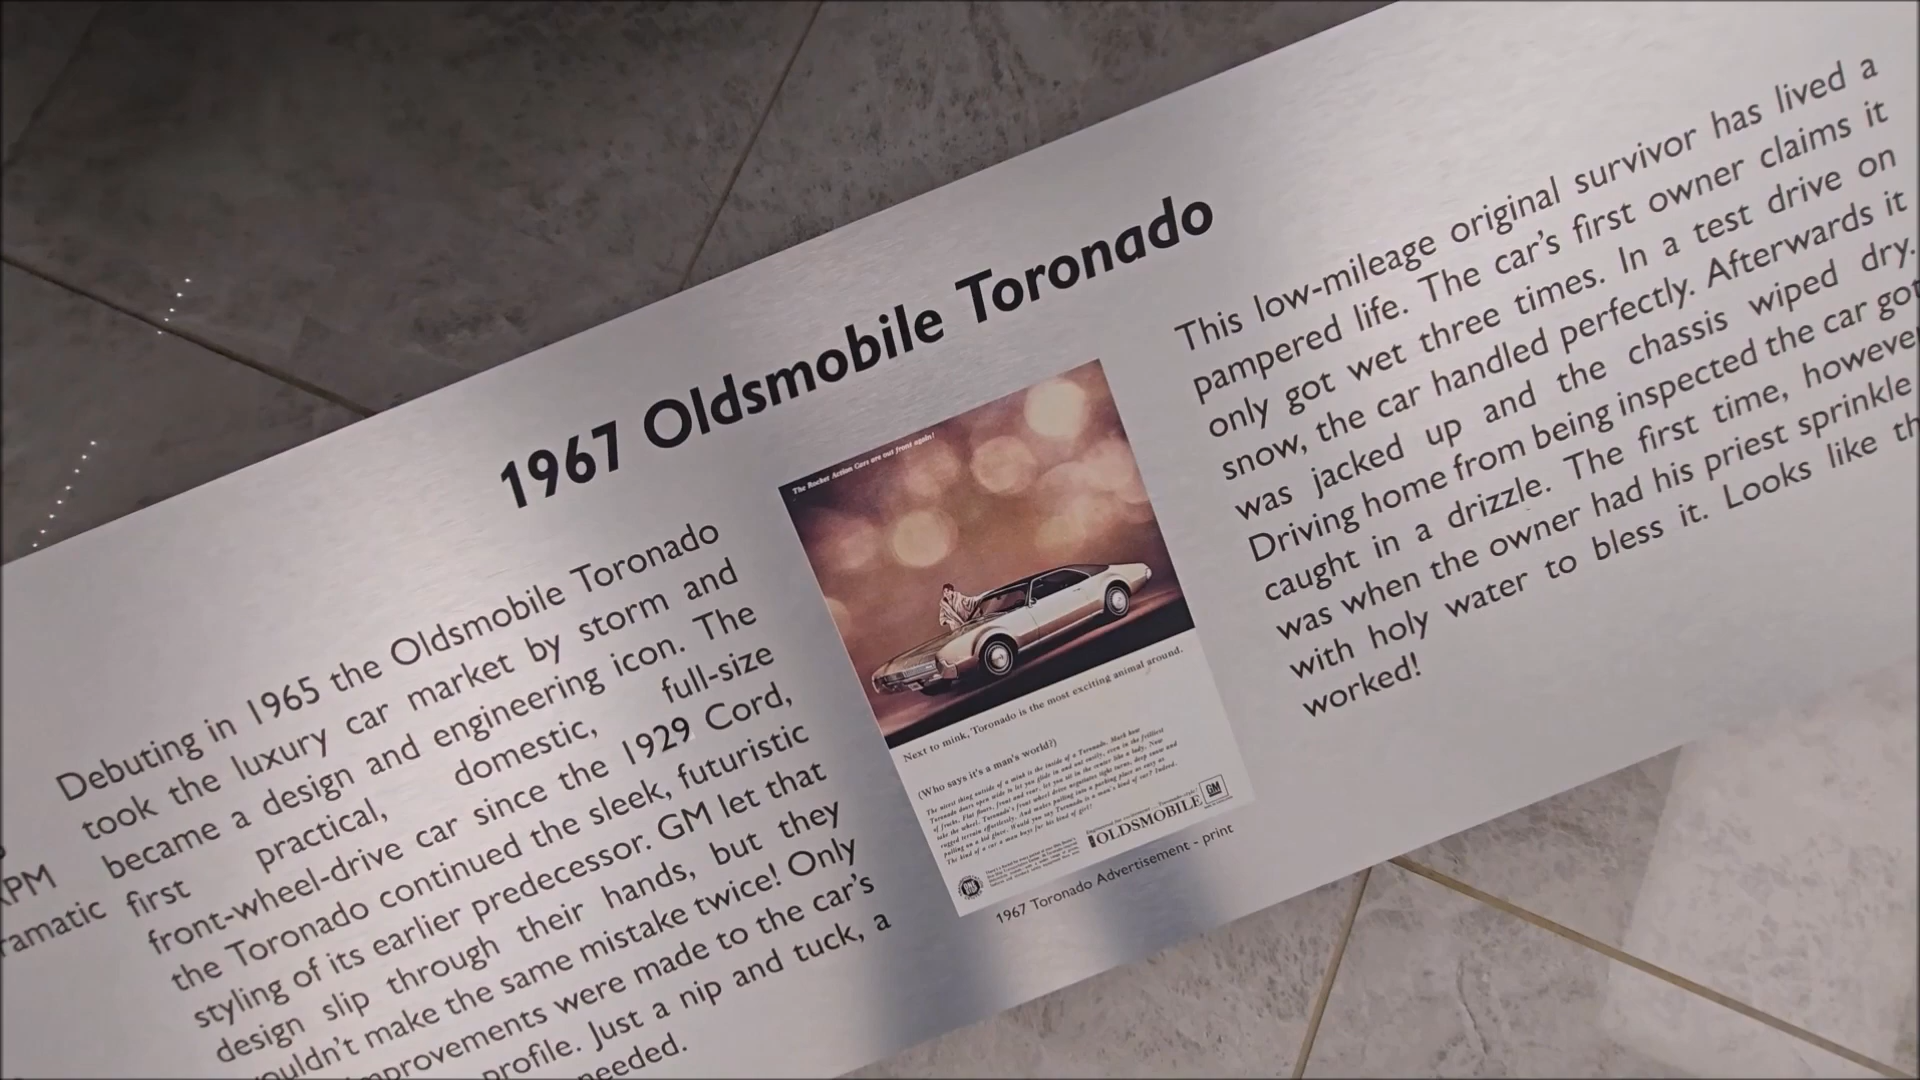 1967 Oldsmobile Toronado
PM
ramatic
Debuting in 1965 the Oldsmobile Toronado
took the luxury car market by storm and
became a design and engineering icon. The
first practical, domestic, full-size
front-wheel-drive car since the 1929 Cord,
the Toronado continued the sleek, futuristic
styling of its earlier predecessor. GM let that
design slip through their hands, but they
ouldn't make the same mistake twice! Only
provements were made to the car's
profile. Just a nip and tuck, a
needed.
The Rocket Action Cars are out front again!
Next to mink, Toronado is the most exciting animal around.
(Who says it's a man's world?)
OLDSMOBILE
GM
1967 Toronado Advertisement - print
This low-mileage original survivor has lived a
pampered life. The car's first owner claims it
only got wet three times. In a test drive on
snow, the car handled perfectly. Afterwards it
was jacked up and the chassis wiped dry.
Driving home from being inspected the car got
caught in a drizzle. The first time, however
was when the owner had his priest sprinkle
with holy water to bless it. Looks like th
worked!